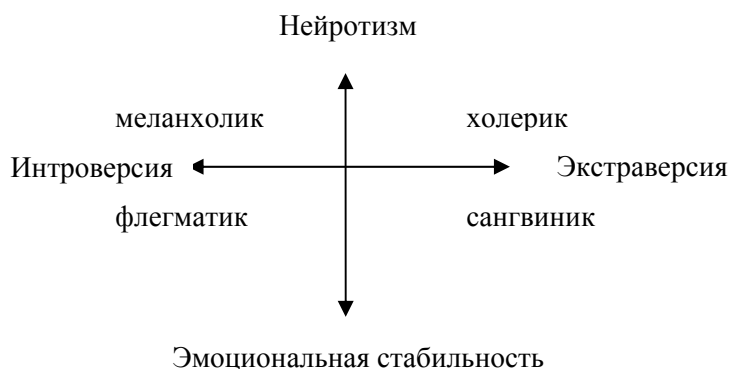 Нейротизм
меланхолик холерик
Интроверсия Экстраверсия
флегматик сангвиник
Эмоциональная стабильность